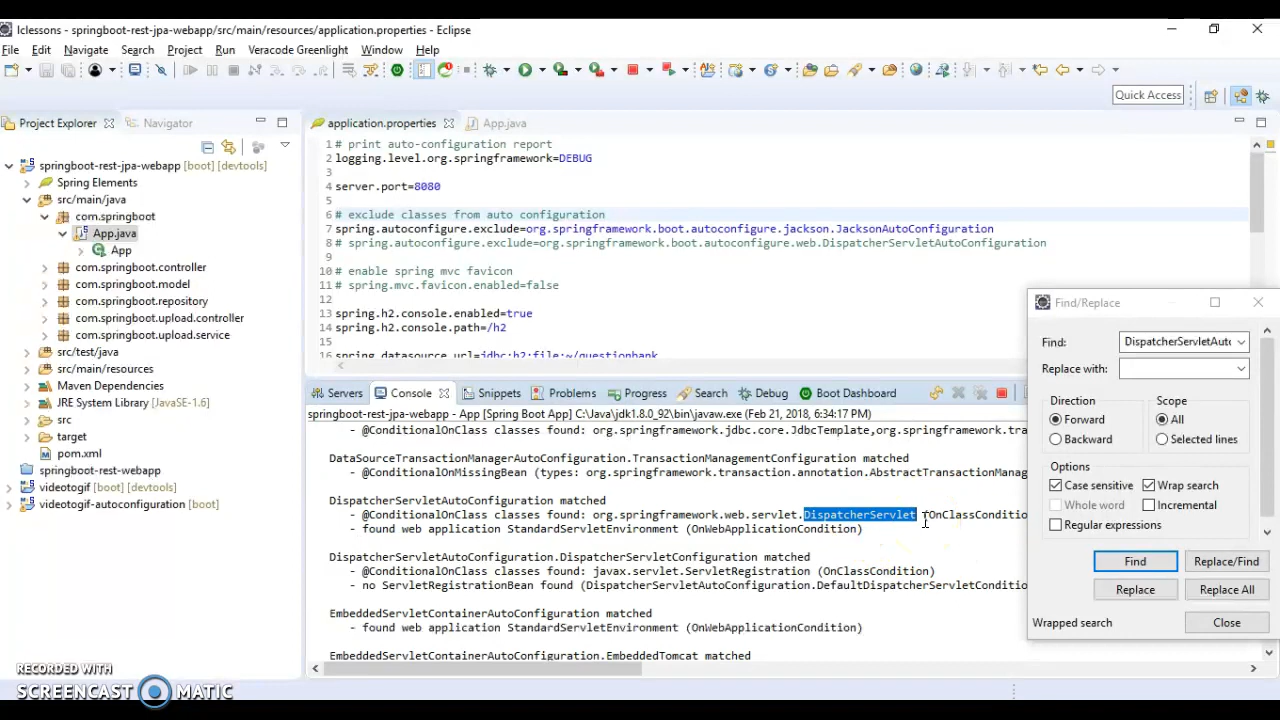 lclessons - springboot-rest-jpa-webapp/src/main/resources/application.properties - Eclipse
File Edit Navigate Search Project Run Veracode Greenlight Window Help
Quick Access
Project Explorer Navigator
springboot-rest-jpa-webapp [boot] [devtools]
Spring Elements
src/main/java
com.springboot
App.java
App
com.springboot.controller
com.springboot.model
com.springboot.repository
com.springboot.upload.controller
com.springboot.upload.service
src/test/java
src/main/resources
Maven Dependencies
JRE System Library [JavaSE-1.6]
src
target
pom.xml
springboot-rest-webapp
videotogif [boot] [devtools]
videotogif-autoconfiguration [boot]
application.properties App.java
1 # print auto-configuration report
2 logging.level.org.springframework=DEBUG
3
4 server.port=8080
5
6 # exclude classes from auto configuration
7 spring.autoconfigure.exclude=org.springframework.boot.autoconfigure.jackson.JacksonAutoConfiguration
8 # spring.autoconfigure.exclude=org.springframework.boot.autoconfigure.web.DispatcherServletAutoConfiguration
9
10 # enable spring mvc favicon
11 # spring.mvc.favicon.enabled=false
12
13 spring.h2.console.enabled=true
14 spring.h2.console.path=/h2
15
16 spring.datasource.url=jdbc:h2:file:~/questionbank
Servers Console Snippets Problems Progress Search Debug Boot Dashboard
springboot-rest-jpa-webapp - App [Spring Boot App] C:\Java\jdk1.8.0_92\bin\javaw.exe (Feb 21, 2018, 6:34:17 PM)
- @ConditionalOnClass classes found: org.springframework.jdbc.core.JdbcTemplate,org.springframework.tra
DataSourceTransactionManagerAutoConfiguration.TransactionManagementConfiguration matched
- @ConditionalOnMissingBean (types: org.springframework.transaction.annotation.AbstractTransactionMana
DispatcherServletAutoConfiguration matched
- @ConditionalOnClass classes found: org.springframework.web.servlet.DispatcherServlet (OnClassConditio
- found web application StandardServletEnvironment (OnWebApplicationCondition)
DispatcherServletAutoConfiguration.DispatcherServletConfiguration matched
- @ConditionalOnClass classes found: javax.servlet.ServletRegistration (OnClassCondition)
- no ServletRegistrationBean found (DispatcherServletAutoConfiguration.DefaultDispatcherServletConditio
EmbeddedServletContainerAutoConfiguration matched
- found web application StandardServletEnvironment (OnWebApplicationCondition)
EmbeddedServletContainerAutoConfiguration.EmbeddedTomcat matched
Find/Replace
Find: DispatcherServletAuto
Replace with:
Direction Scope
Forward All
Backward Selected lines
Options
Case sensitive Wrap search
Whole word Incremental
Regular expressions
Find Replace/Find
Replace Replace All
Wrapped search Close
RECORDED WITH
SCREENCAST MATIC